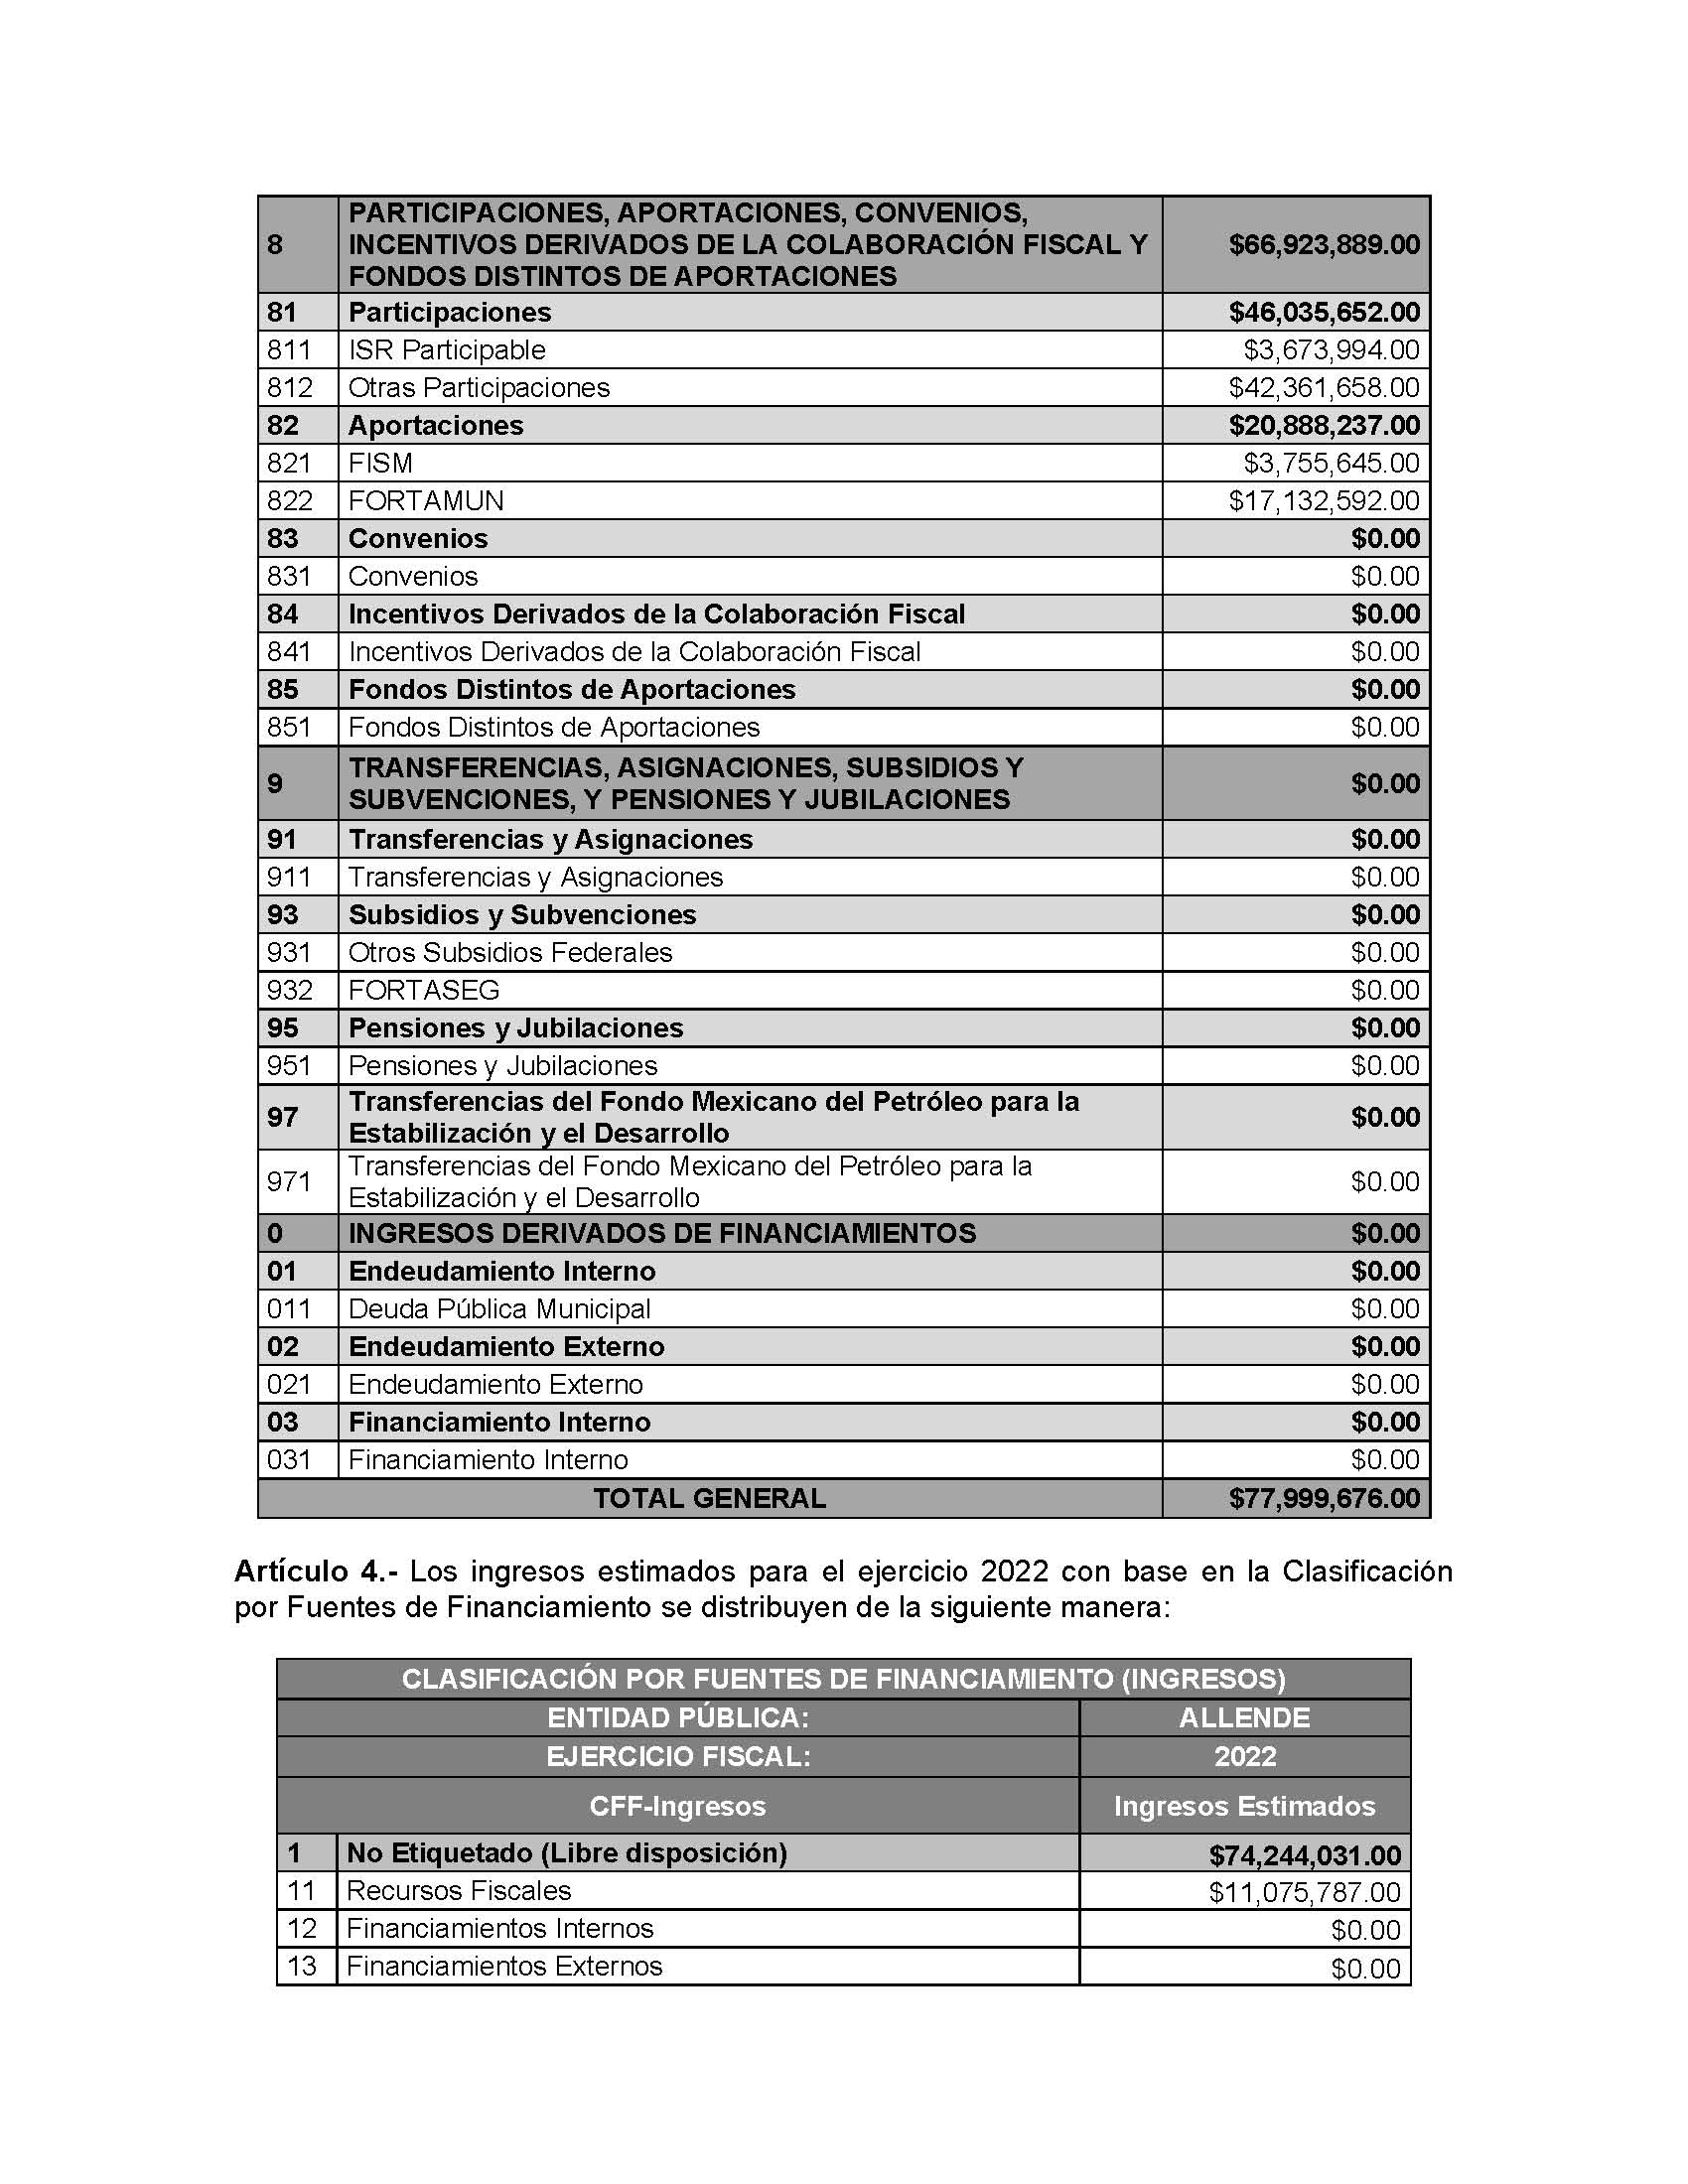 8 PARTICIPACIONES, APORTACIONES, CONVENIOS,
INCENTIVOS DERIVADOS DE LA COLABORACIÓN FISCAL Y
FONDOS DISTINTOS DE APORTACIONES $66,923,889.00
81 Participaciones $46,035,652.00
811 ISR Participable $3,673,994.00
812 Otras Participaciones $42,361,658.00
82 Aportaciones $20,888,237.00
821 FISM $3,755,645.00
822 FORTAMUN $17,132,592.00
83 Convenios $0.00
831 Convenios $0.00
84 Incentivos Derivados de la Colaboración Fiscal $0.00
841 Incentivos Derivados de la Colaboración Fiscal $0.00
85 Fondos Distintos de Aportaciones $0.00
851 Fondos Distintos de Aportaciones $0.00
9 TRANSFERENCIAS, ASIGNACIONES, SUBSIDIOS Y
SUBVENCIONES, Y PENSIONES Y JUBILACIONES $0.00
91 Transferencias y Asignaciones $0.00
911 Transferencias y Asignaciones $0.00
93 Subsidios y Subvenciones $0.00
931 Otros Subsidios Federales $0.00
932 FORTASEG $0.00
95 Pensiones y Jubilaciones $0.00
951 Pensiones y Jubilaciones $0.00
97 Transferencias del Fondo Mexicano del Petróleo para la
Estabilización y el Desarrollo $0.00
971 Transferencias del Fondo Mexicano del Petróleo para la
Estabilización y el Desarrollo $0.00
0 INGRESOS DERIVADOS DE FINANCIAMIENTOS $0.00
01 Endeudamiento Interno $0.00
011 Deuda Pública Municipal $0.00
02 Endeudamiento Externo $0.00
021 Endeudamiento Externo $0.00
03 Financiamiento Interno $0.00
031 Financiamiento Interno $0.00
TOTAL GENERAL $77,999,676.00
Artículo 4.- Los ingresos estimados para el ejercicio 2022 con base en la Clasificación
por Fuentes de Financiamiento se distribuyen de la siguiente manera:
CLASIFICACIÓN POR FUENTES DE FINANCIAMIENTO (INGRESOS)
ENTIDAD PÚBLICA: ALLENDE
EJERCICIO FISCAL: 2022
CFF-Ingresos Ingresos Estimados
1 No Etiquetado (Libre disposición) $74,244,031.00
11 Recursos Fiscales $11,075,787.00
12 Financiamientos Internos $0.00
13 Financiamientos Externos $0.00